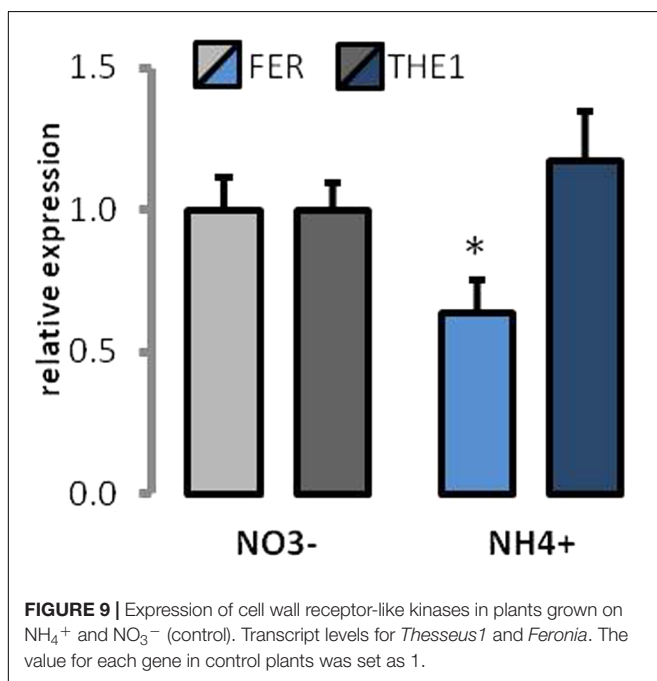 FER THE1
1.5
1.0
0.5
0.0
relative expression
*
NO3- NH4+
FIGURE 9 | Expression of cell wall receptor-like kinases in plants grown on
NH₄⁺ and NO₃⁻ (control). Transcript levels for Thesseus1 and Feronia. The
value for each gene in control plants was set as 1.